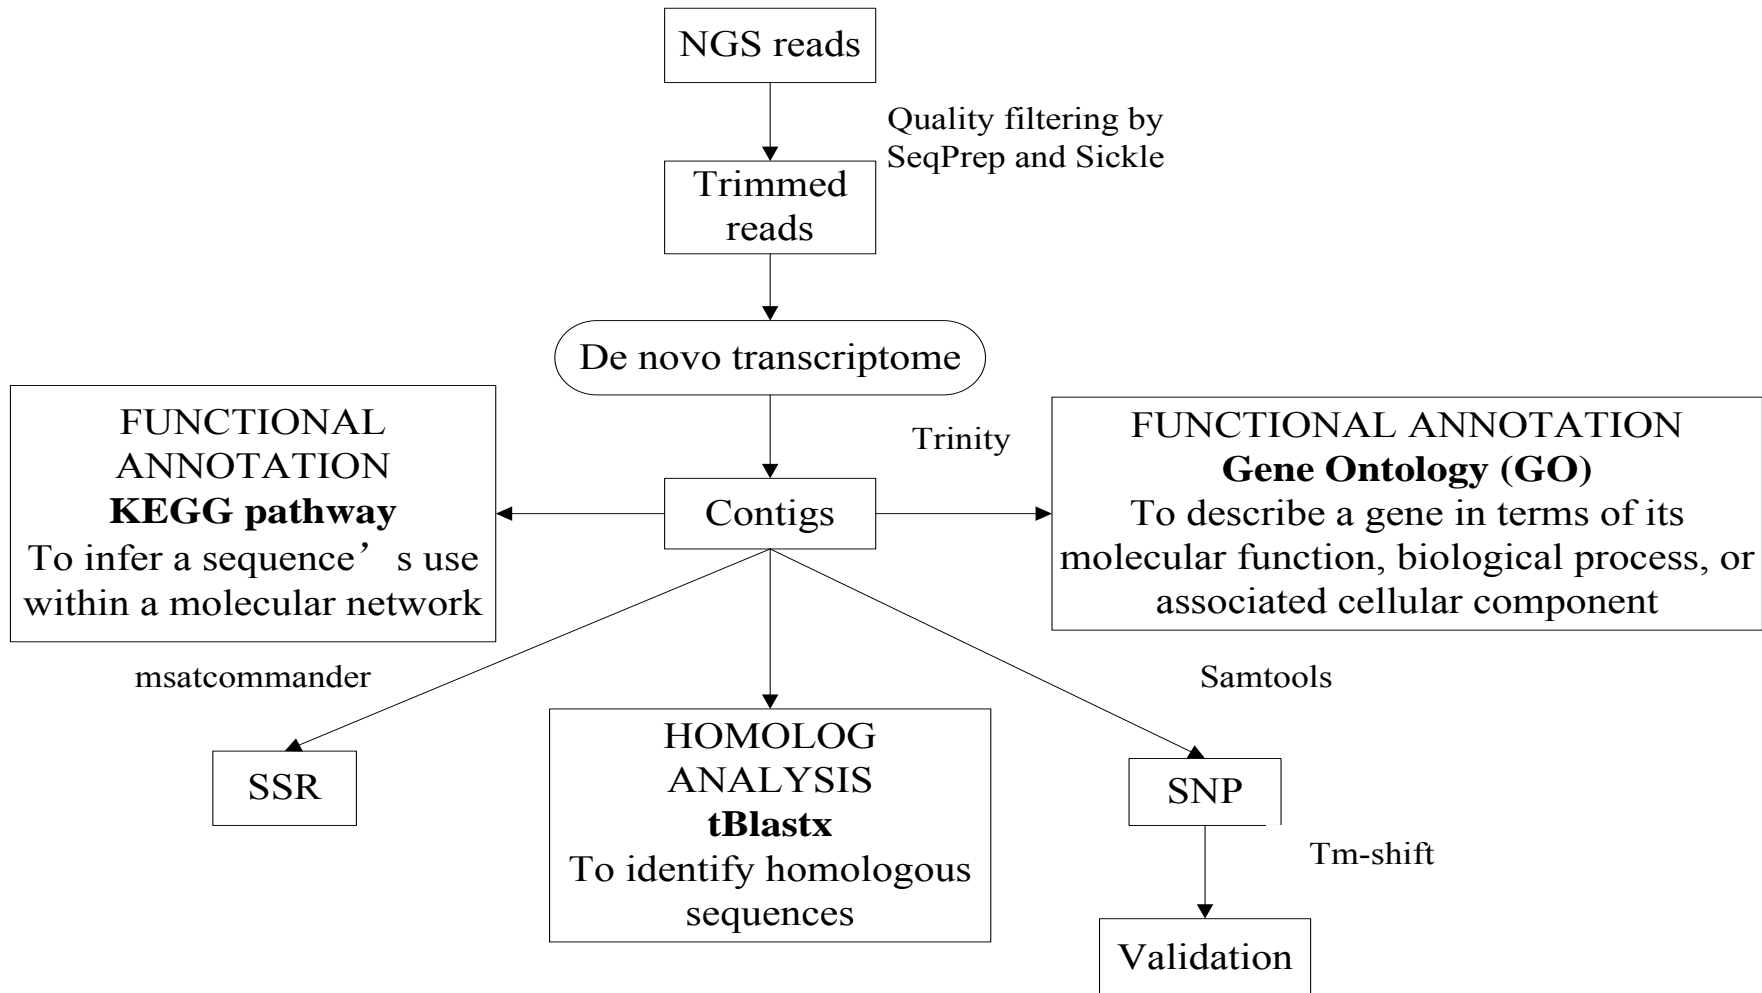 NGS reads
Quality filtering by
SeqPrep and Sickle
Trimmed
reads
De novo transcriptome
Trinity
FUNCTIONAL
ANNOTATION
KEGG pathway
To infer a sequence’s use
within a molecular network
Contigs
FUNCTIONAL ANNOTATION
Gene Ontology (GO)
To describe a gene in terms of its
molecular function, biological process, or
associated cellular component
msatcommander
Samtools
SSR
HOMOLOG
ANALYSIS
tBlastx
To identify homologous
sequences
SNP
Tm-shift
Validation